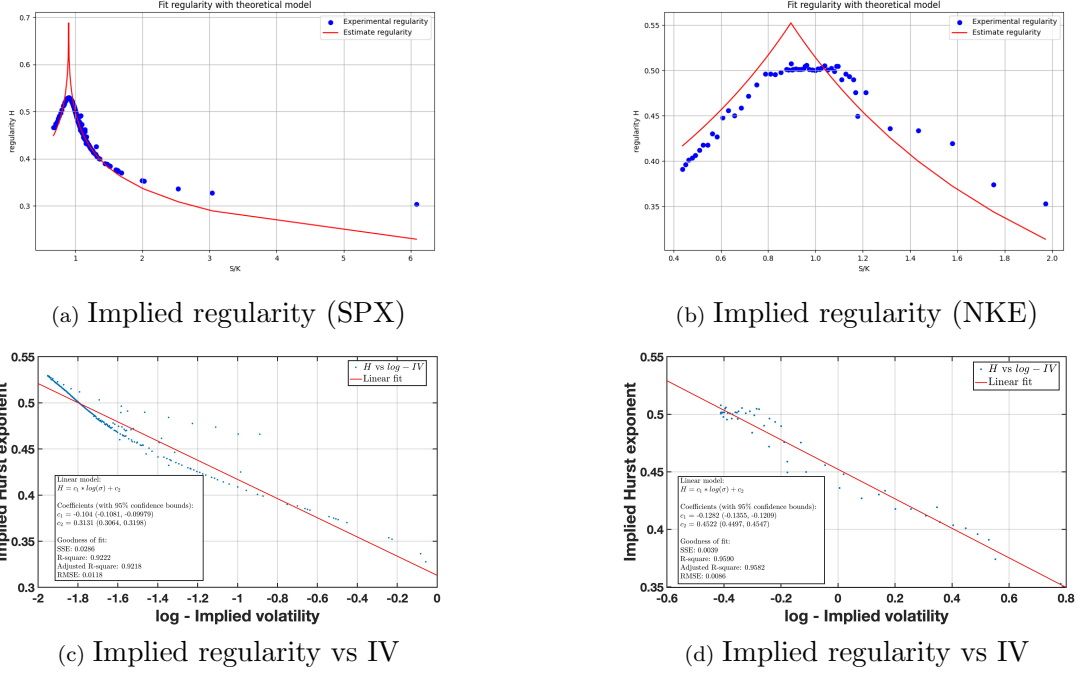 Fit regularity with theoretical model
Experimental regularity
Estimate regularity
0.7
0.6
0.5
0.4
0.3
regularity H
1
2
3
4
5
6
S/K
(a) Implied regularity (SPX)
Fit regularity with theoretical model
Experimental regularity
Estimate regularity
0.55
0.50
0.45
0.40
0.35
regularity H
0.4
0.6
0.8
1.0
1.2
1.4
1.6
1.8
2.0
S/K
(b) Implied regularity (NKE)
0.55
0.5
0.45
0.4
0.35
0.3
Implied Hurst exponent
H vs log − IV
Linear fit
Linear model:
H = c₁ * log(σ) + c₂
Coefficients (with 95% confidence bounds):
c₁ = -0.104 (-0.1081, -0.09979)
c₂ = 0.3131 (0.3064, 0.3198)
Goodness of fit:
SSE: 0.0286
R-square: 0.9222
Adjusted R-square: 0.9218
RMSE: 0.0118
-2
-1.8
-1.6
-1.4
-1.2
-1
-0.8
-0.6
-0.4
-0.2
0
log - Implied volatility
(c) Implied regularity vs IV
0.55
0.5
0.45
0.4
0.35
Implied Hurst exponent
H vs log − IV
Linear fit
Linear model:
H = c₁ * log(σ) + c₂
Coefficients (with 95% confidence bounds):
c₁ = -0.1282 (-0.1355, -0.1209)
c₂ = 0.4522 (0.4497, 0.4547)
Goodness of fit:
SSE: 0.0039
R-square: 0.9590
Adjusted R-square: 0.9582
RMSE: 0.0086
-0.6
-0.4
-0.2
0
0.2
0.4
0.6
0.8
log - Implied volatility
(d) Implied regularity vs IV